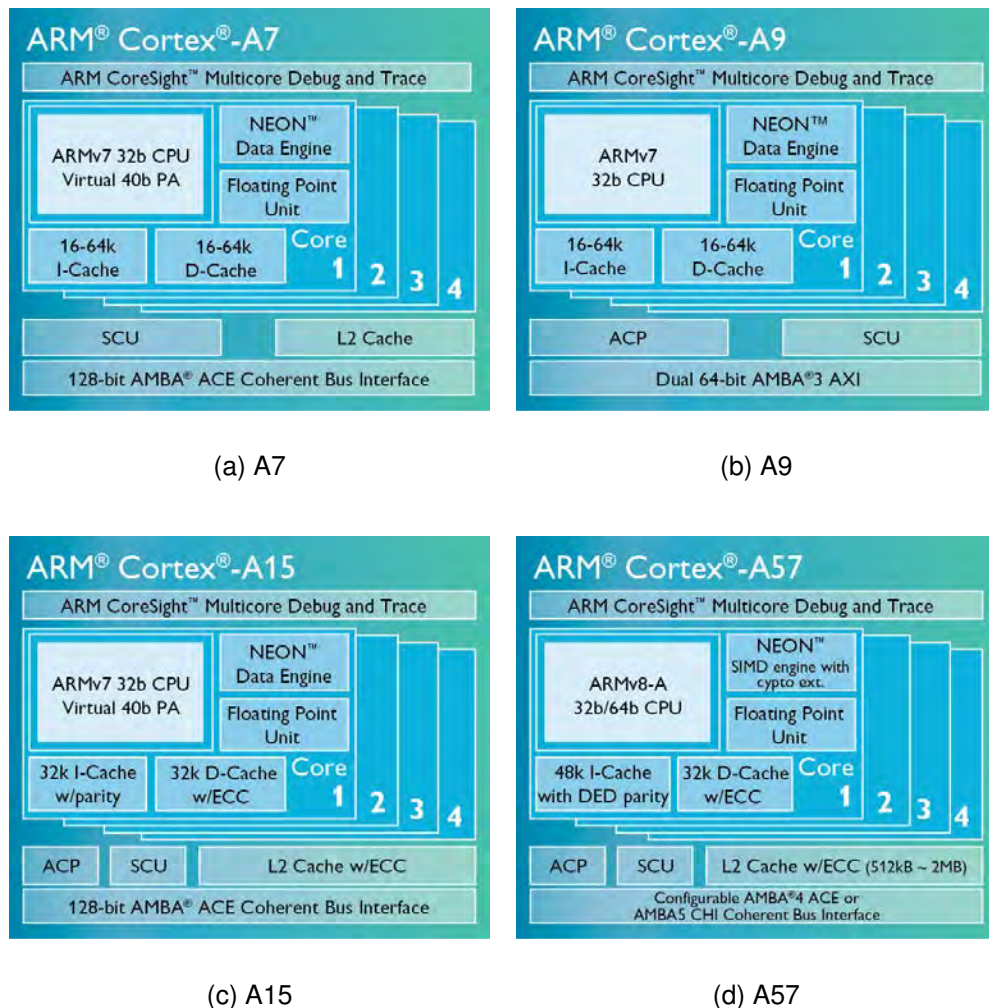 ARM® Cortex®-A7
ARM CoreSight™ Multicore Debug and Trace
ARMv7 32b CPU
Virtual 40b PA
NEON™
Data Engine
Floating Point
Unit
16-64k
I-Cache
16-64k
D-Cache
Core
1
2
3
4
SCU
L2 Cache
128-bit AMBA® ACE Coherent Bus Interface
(a) A7
ARM® Cortex®-A9
ARM CoreSight™ Multicore Debug and Trace
ARMv7
32b CPU
NEON™
Data Engine
Floating Point
Unit
16-64k
I-Cache
16-64k
D-Cache
Core
1
2
3
4
ACP
SCU
Dual 64-bit AMBA®3 AXI
(b) A9
ARM® Cortex®-A15
ARM CoreSight™ Multicore Debug and Trace
ARMv7 32b CPU
Virtual 40b PA
NEON™
Data Engine
Floating Point
Unit
32k I-Cache
w/parity
32k D-Cache
w/ECC
Core
1
2
3
4
ACP
SCU
L2 Cache w/ECC
128-bit AMBA® ACE Coherent Bus Interface
(c) A15
ARM® Cortex®-A57
ARM CoreSight™ Multicore Debug and Trace
ARMv8-A
32b/64b CPU
NEON™
SIMD engine with
cypto ext.
Floating Point
Unit
48k I-Cache
with DED parity
32k D-Cache
w/ECC
Core
1
2
3
4
ACP
SCU
L2 Cache w/ECC (512kB ~ 2MB)
Configurable AMBA®4 ACE or
AMBA5 CHI Coherent Bus Interface
(d) A57